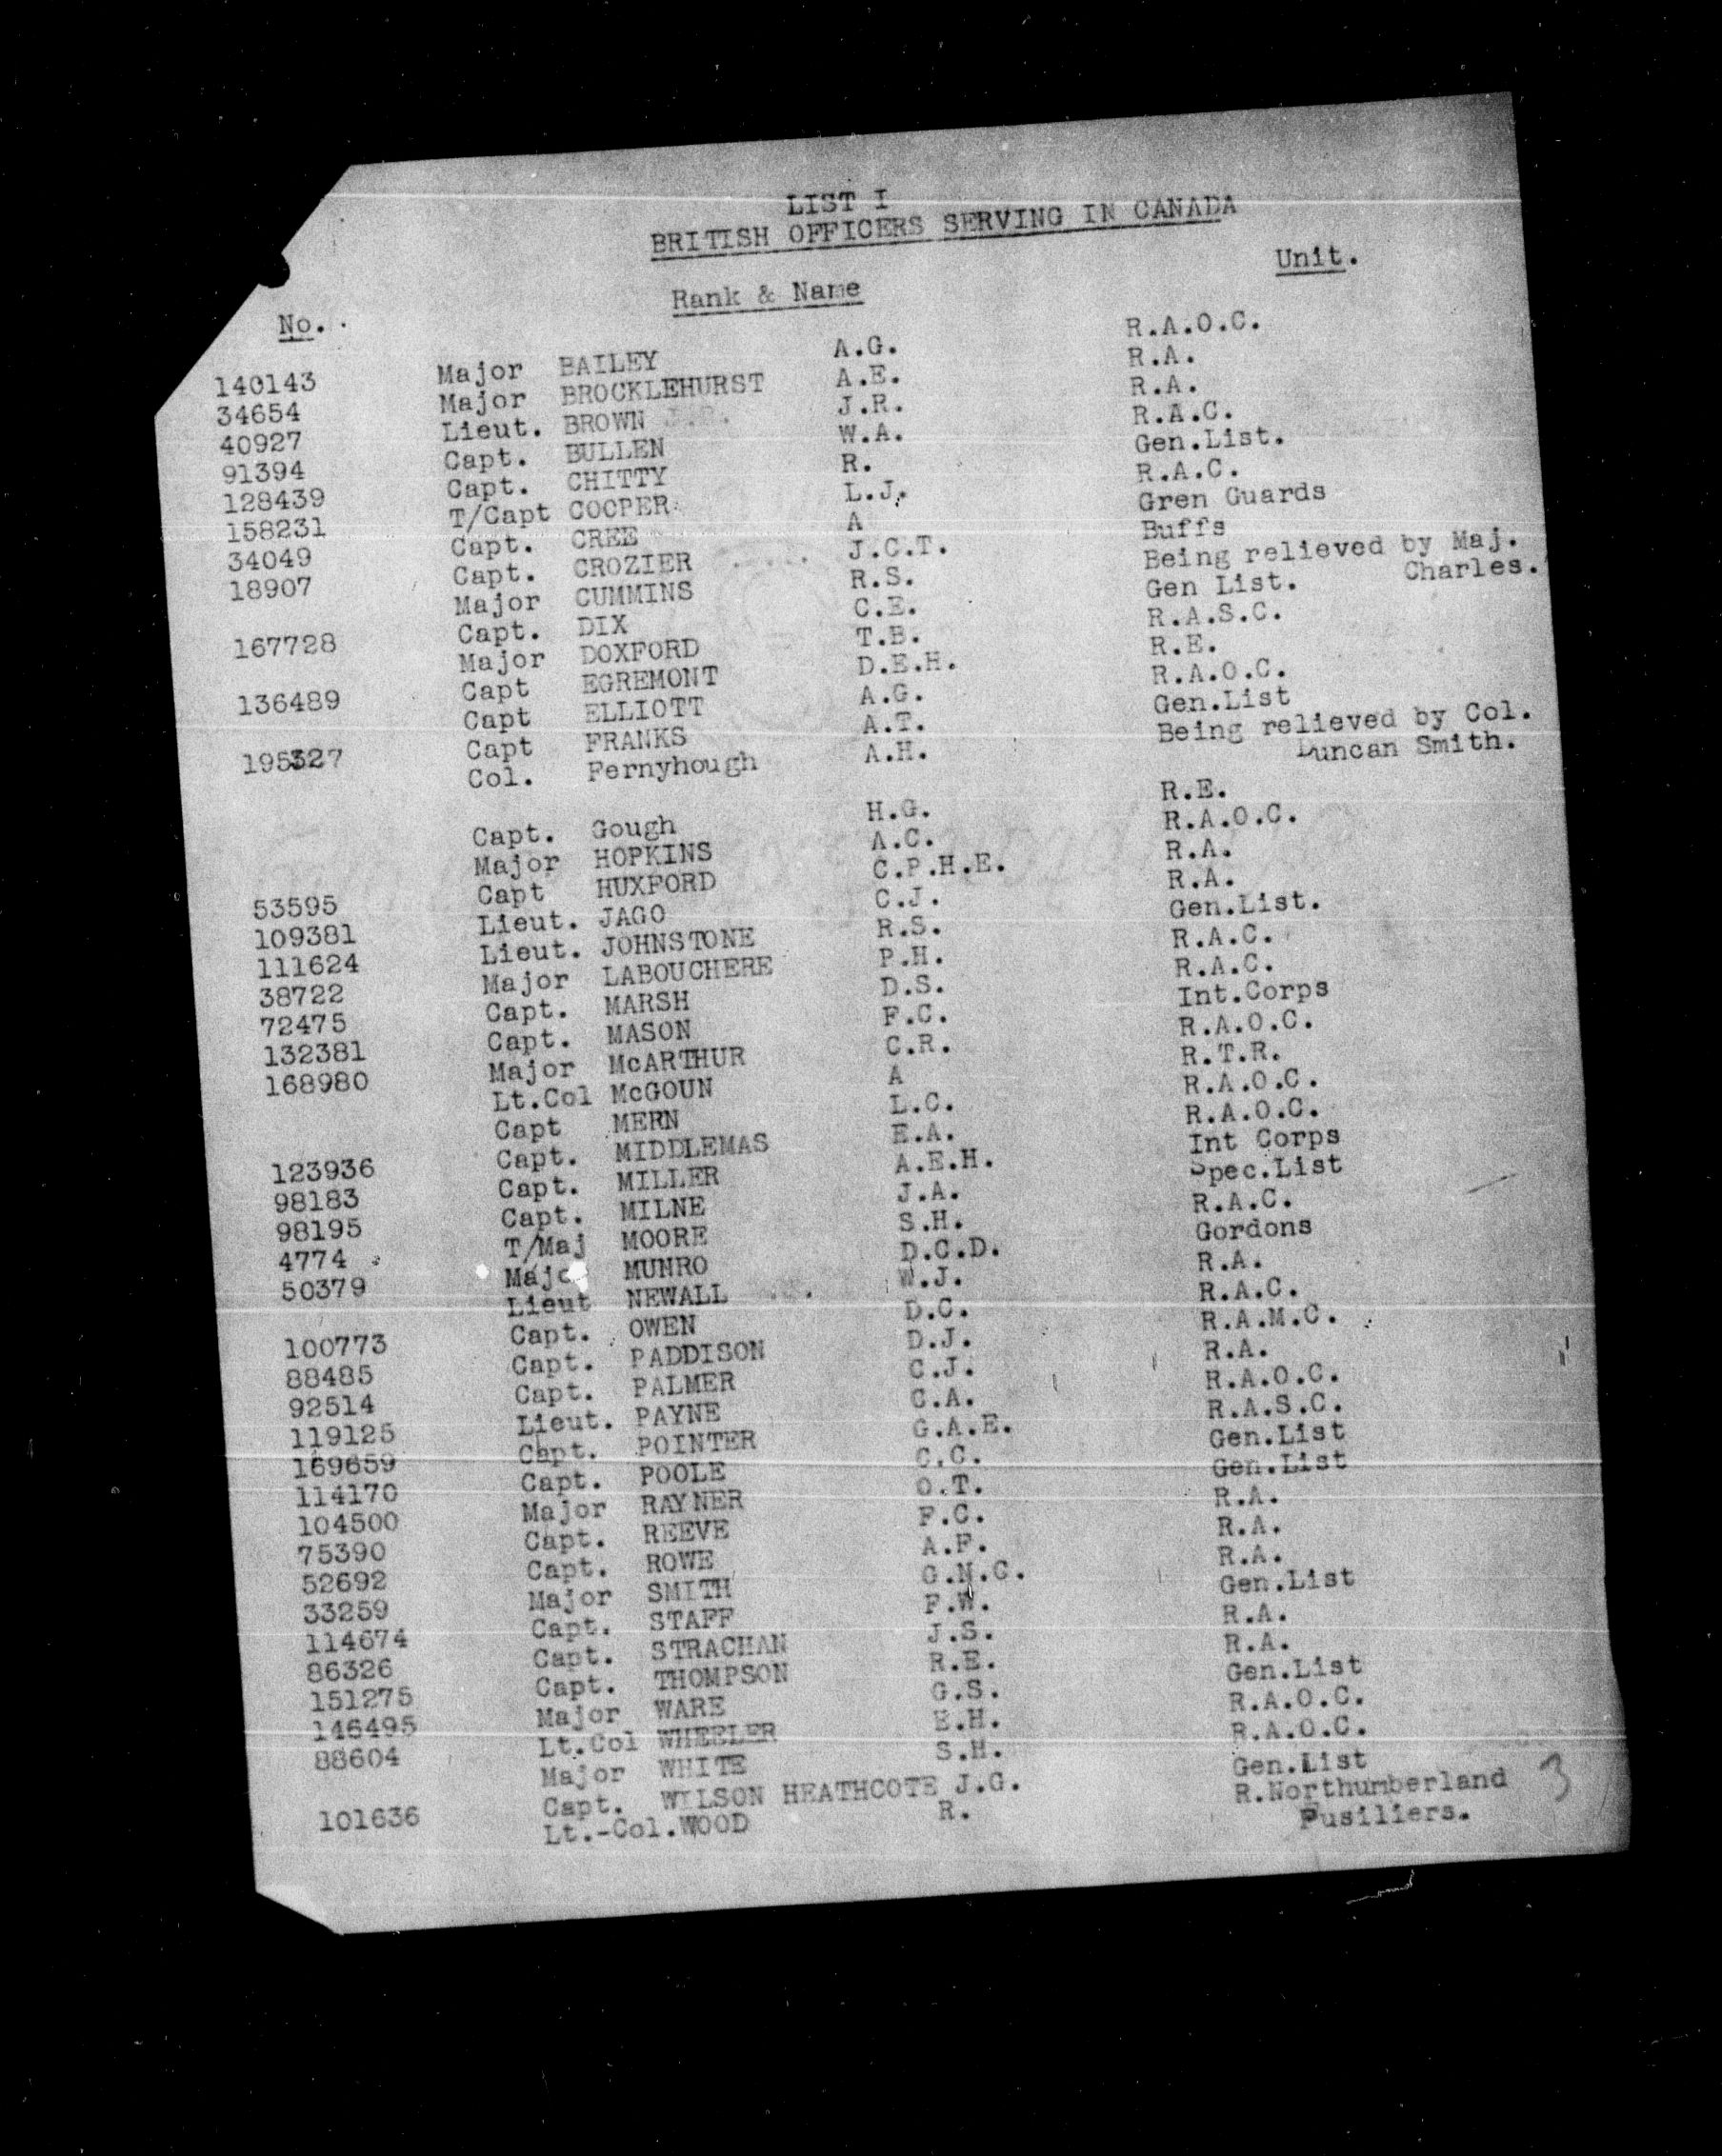 LIST I
BRITISH OFFICERS SERVING IN CANADA
No. Rank & Name Unit.
140143 Major BAILEY A.G. R.A.O.C.
34654 Major BROCKLEHURST A.E. R.A.
40927 Lieut. BROWN J.R. R.A.
91394 Capt. BULLEN W.A. R.A.C.
128439 Capt. CHITTY R. Gen.List.
158231 T/Capt COOPER L.J. R.A.C.
34049 Capt. CREE A Gren Guards
18907 Capt. CROZIER J.C.T. Buffs
Major CUMMINS R.S. Being relieved by Maj.
167728 Capt. DIX C.E. Gen List. Charles.
Major DOXFORD T.B. R.A.S.C.
136489 Capt EGREMONT D.E.H. R.E.
Capt ELLIOTT A.G. R.A.O.C.
195327 Capt FRANKS A.T. Gen.List
Col. Fernyhough A.H. Being relieved by Col.
Duncan Smith.
Capt. Gough H.G. R.E.
Major HOPKINS A.C. R.A.O.C.
53595 Capt HUXFORD C.P.H.E. R.A.
109381 Lieut. JAGO C.J. R.A.
111624 Lieut. JOHNSTONE R.S. Gen.List.
38722 Major LABOUCHERE P.H. R.A.C.
72475 Capt. MARSH D.S. R.A.C.
132381 Capt. MASON F.C. Int.Corps
168980 Major McARTHUR C.R. R.A.O.C.
Lt.Col McGOUN A R.T.R.
Capt MERN L.C. R.A.O.C.
123936 Capt. MIDDLEMAS E.A. R.A.O.C.
98183 Capt. MILLER A.E.H. Int Corps
98195 Capt. MILNE J.A. Spec.List
4774 T/Maj MOORE S.H. R.A.C.
50379 Major MUNRO D.C.D. Gordons
Lieut NEWALL W.J. R.A.
100773 Capt. OWEN D.C. R.A.C.
88485 Capt. PADDISON D.J. R.A.M.C.
92514 Capt. PALMER C.J. R.A.
119125 Lieut. PAYNE C.A. R.A.O.C.
169659 Capt. POINTER G.A.E. R.A.S.C.
114170 Capt. POOLE C.C. Gen.List
104500 Major RAYNER O.T. Gen.List
75390 Capt. REEVE F.C. R.A.
52692 Capt. ROWE A.F. R.A.
33259 Major SMITH G.N.C. R.A.
114674 Capt. STAFF F.W. Gen.List
86326 Capt. STRACHAN J.S. R.A.
151275 Capt. THOMPSON R.E. R.A.
146495 Major WARE G.S. Gen.List
88604 Lt.Col WHEELER E.H. R.A.O.C.
Major WHITE S.H. R.A.O.C.
101636 Capt. WILSON HEATHCOTE J.G. Gen.List
Lt.-Col.WOOD R. R.Northumberland
Fusiliers.
3